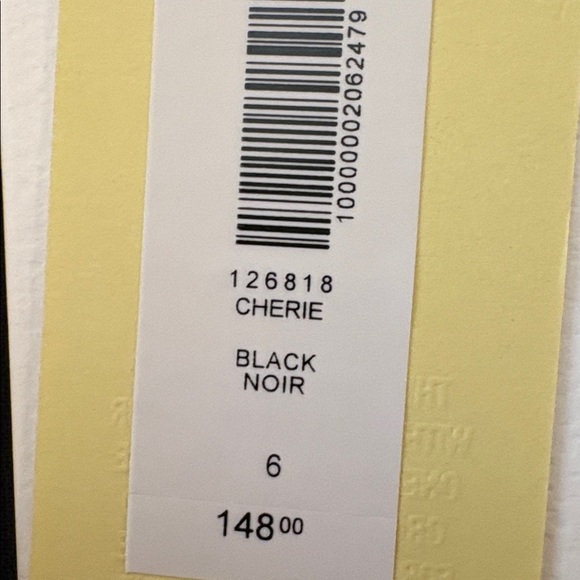 10000002062479
126818
CHERIE
BLACK
NOIR
6
148.00